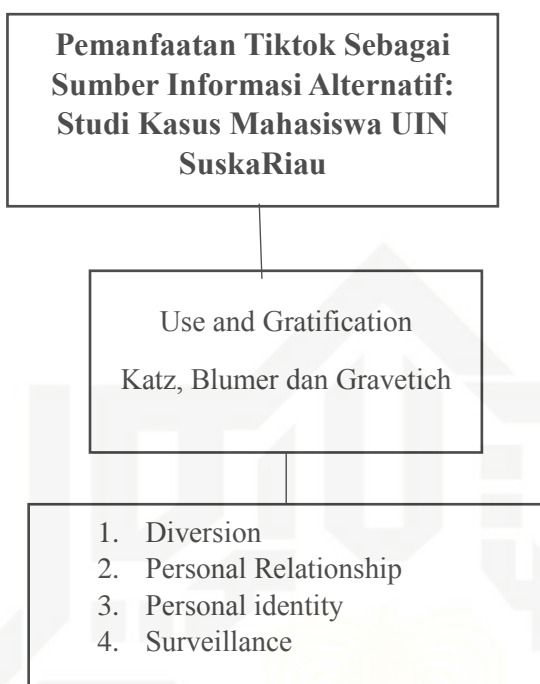 Pemanfaatan Tiktok Sebagai
Sumber Informasi Alternatif:
Studi Kasus Mahasiswa UIN
SuskaRiau
Use and Gratification
Katz, Blumer dan Gravetich
1. Diversion
2. Personal Relationship
3. Personal identity
4. Surveillance